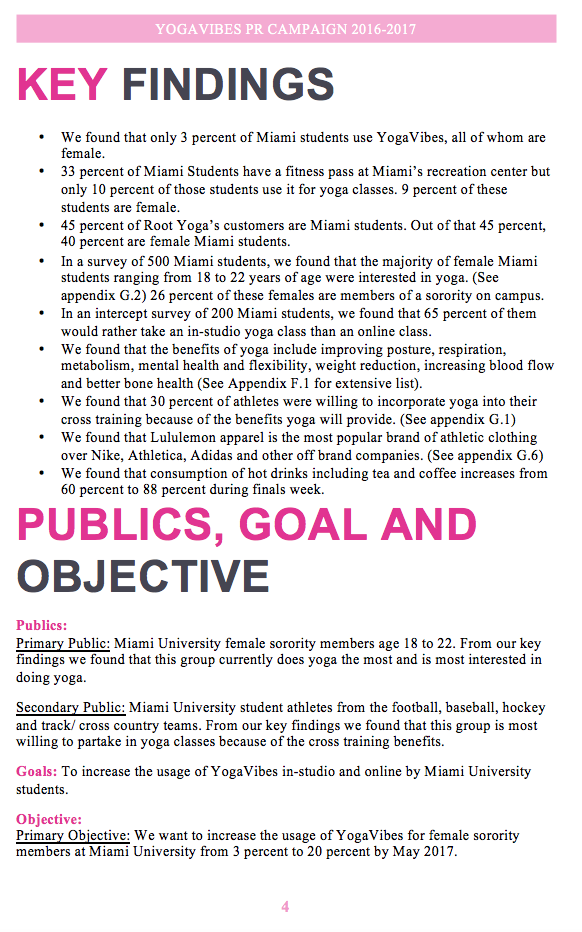 YOGAVIBES PR CAMPAIGN 2016-2017
KEY FINDINGS
• We found that only 3 percent of Miami students use YogaVibes, all of whom are
female.
• 33 percent of Miami Students have a fitness pass at Miami's recreation center but
only 10 percent of those students use it for yoga classes. 9 percent of these
students are female.
• 45 percent of Root Yoga's customers are Miami students. Out of that 45 percent,
40 percent are female Miami students.
• In a survey of 500 Miami students, we found that the majority of female Miami
students ranging from 18 to 22 years of age were interested in yoga. (See
appendix G.2) 26 percent of these females are members of a sorority on campus.
• In an intercept survey of 200 Miami students, we found that 65 percent of them
would rather take an in-studio yoga class than an online class.
• We found that the benefits of yoga include improving posture, respiration,
metabolism, mental health and flexibility, weight reduction, increasing blood flow
and better bone health (See Appendix F.1 for extensive list).
• We found that 30 percent of athletes were willing to incorporate yoga into their
cross training because of the benefits yoga will provide. (See appendix G.1)
• We found that Lululemon apparel is the most popular brand of athletic clothing
over Nike, Athletica, Adidas and other off brand companies. (See appendix G.6)
• We found that consumption of hot drinks including tea and coffee increases from
60 percent to 88 percent during finals week.
PUBLICS, GOAL AND
OBJECTIVE
Publics:
Primary Public: Miami University female sorority members age 18 to 22. From our key
findings we found that this group currently does yoga the most and is most interested in
doing yoga.
Secondary Public: Miami University student athletes from the football, baseball, hockey
and track/ cross country teams. From our key findings we found that this group is most
willing to partake in yoga classes because of the cross training benefits.
Goals: To increase the usage of YogaVibes in-studio and online by Miami University
students.
Objective:
Primary Objective: We want to increase the usage of YogaVibes for female sorority
members at Miami University from 3 percent to 20 percent by May 2017.
4